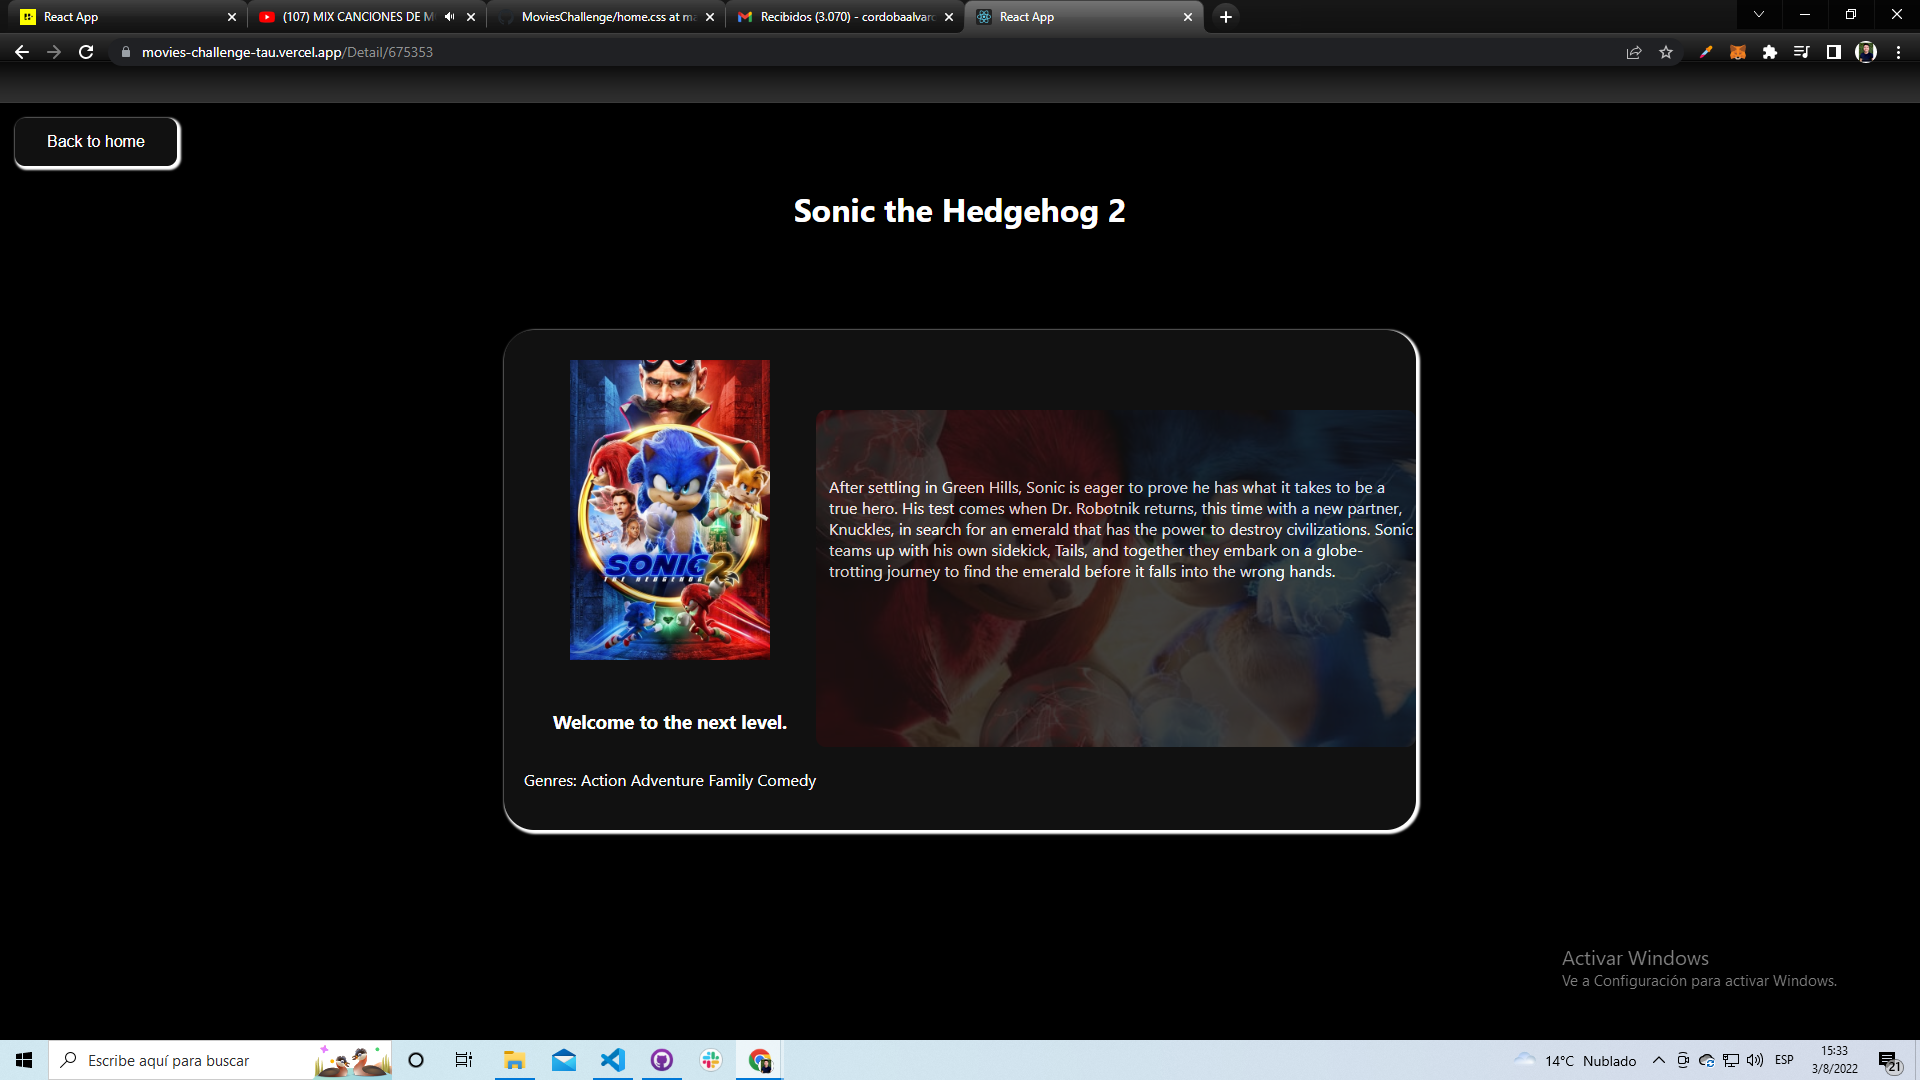 React App
(107) MIX CANCIONES DE M
MoviesChallenge/home.css at ma
Recibidos (3.070) - cordobaalvaro
React App
movies-challenge-tau.vercel.app/Detail/675353
Back to home
Sonic the Hedgehog 2
SONIC 2
THE HEDGEHOG
After settling in Green Hills, Sonic is eager to prove he has what it takes to be a
true hero. His test comes when Dr. Robotnik returns, this time with a new partner,
Knuckles, in search for an emerald that has the power to destroy civilizations. Sonic
teams up with his own sidekick, Tails, and together they embark on a globe-
trotting journey to find the emerald before it falls into the wrong hands.
Welcome to the next level.
Genres: Action Adventure Family Comedy
Activar Windows
Ve a Configuración para activar Windows.
Escribe aquí para buscar
14°C Nublado
ESP
15:33
3/8/2022
21